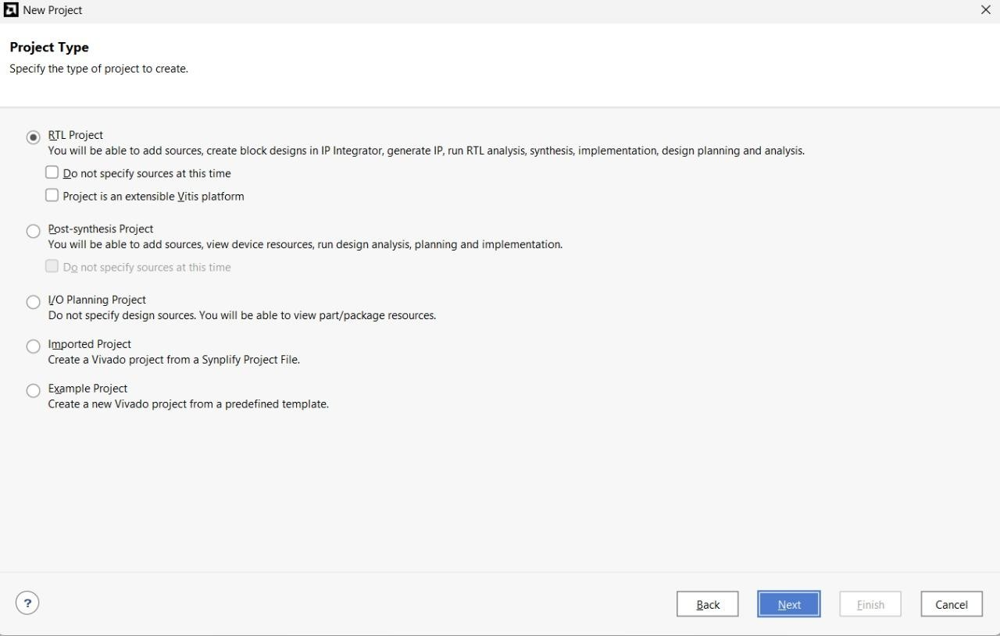 New Project
Project Type
Specify the type of project to create.
RTL Project
You will be able to add sources, create block designs in IP Integrator, generate IP, run RTL analysis, synthesis, implementation, design planning and analysis.
Do not specify sources at this time
Project is an extensible Vitis platform
Post-synthesis Project
You will be able to add sources, view device resources, run design analysis, planning and implementation.
Do not specify sources at this time
I/O Planning Project
Do not specify design sources. You will be able to view part/package resources.
Imported Project
Create a Vivado project from a Synplify Project File.
Example Project
Create a new Vivado project from a predefined template.
? Back Next Finish Cancel